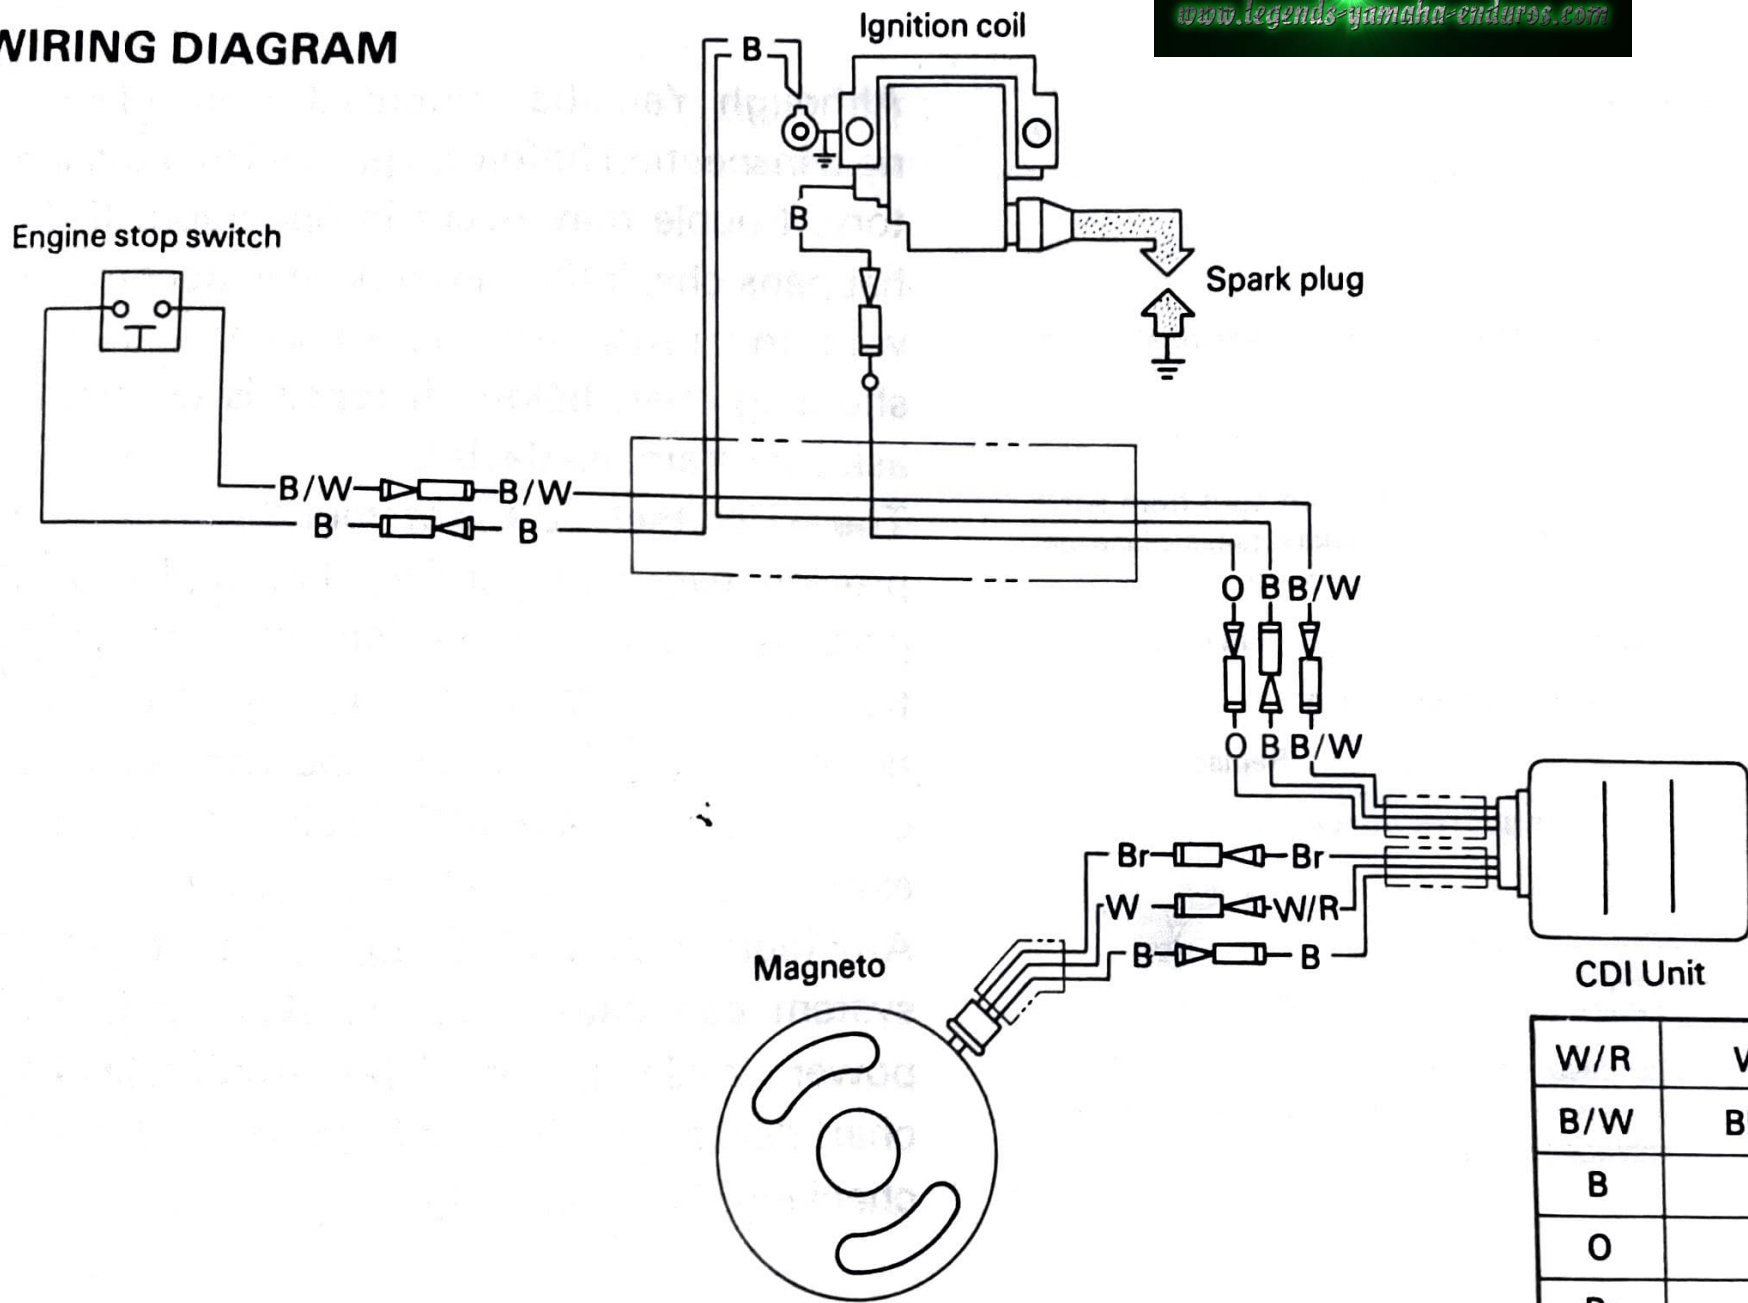 www.legends-yamaha-enduros.com
Ignition coil
WIRING DIAGRAM
B
B
Engine stop switch
Spark plug
B/W B/W
B B
O B B/W
O B B/W
Br Br
W W/R
B B
Magneto
CDI Unit
W/R
B/W B
B
O